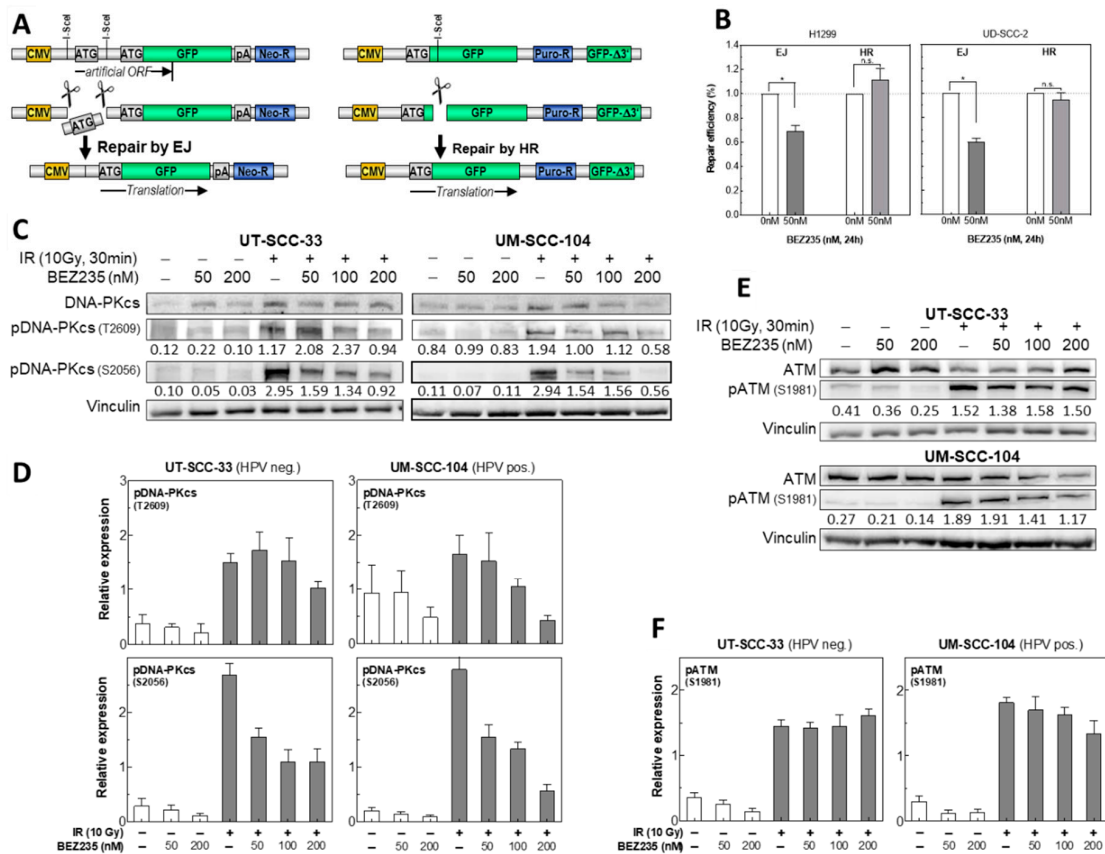 A
I-SceI I-SceI
CMV ATG ATG GFP pA Neo-R
artificial ORF
ATG
CMV ATG GFP pA Neo-R
Repair by EJ
CMV ATG GFP pA Neo-R
Translation
I-SceI
CMV ATG GFP Puro-R GFP-Δ3'
CMV ATG GFP Puro-R GFP-Δ3'
Repair by HR
CMV ATG GFP Puro-R GFP-Δ3'
Translation
B
H1299 UD-SCC-2
EJ HR EJ HR
* n.s. * n.s.
Repair efficiency (%)
1.4
1.2
1.0
0.8
0.6
0.4
0.2
0.0
0nM 50nM 0nM 50nM 0nM 50nM 0nM 50nM
BEZ235 (nM, 24h) BEZ235 (nM, 24h)
C
UT-SCC-33 UM-SCC-104
IR (10Gy, 30min) – – – + + + + – – – + + + +
BEZ235 (nM) – 50 200 – 50 100 200 – 50 200 – 50 100 200
DNA-PKcs
pDNA-PKcs (T2609)
0.12 0.22 0.10 1.17 2.08 2.37 0.94 0.84 0.99 0.83 1.94 1.00 1.12 0.58
pDNA-PKcs (S2056)
0.10 0.05 0.03 2.95 1.59 1.34 0.92 0.11 0.07 0.11 2.94 1.54 1.56 0.56
Vinculin
D
UT-SCC-33 (HPV neg.) UM-SCC-104 (HPV pos.)
pDNA-PKcs pDNA-PKcs
(T2609) (T2609)
Relative expression
3
2
1
0
pDNA-PKcs pDNA-PKcs
(S2056) (S2056)
Relative expression
2
1
0
IR (10 Gy) – – – + + + + – – – + + + +
BEZ235 (nM) – 50 200 – 50 100 200 – 50 200 – 50 100 200
E
UT-SCC-33
IR (10Gy, 30min) – – – + + + +
BEZ235 (nM) – 50 200 – 50 100 200
ATM
pATM (S1981)
0.41 0.36 0.25 1.52 1.38 1.58 1.50
Vinculin
UM-SCC-104
ATM
pATM (S1981)
0.27 0.21 0.14 1.89 1.91 1.41 1.17
Vinculin
F
UT-SCC-33 (HPV neg.) UM-SCC-104 (HPV pos.)
pATM pATM
(S1981) (S1981)
Relative expression
2
1
0
IR (10 Gy) – – – + + + + – – – + + + +
BEZ235 (nM) – 50 200 – 50 100 200 – 50 200 – 50 100 200